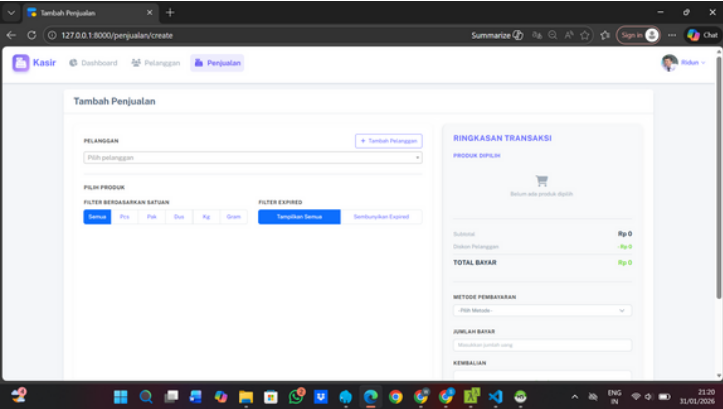 Tambah Penjualan
127.0.0.1:8000/penjualan/create
Summarize
Sign in
Chat
Kasir
Dashboard
Pelanggan
Penjualan
Ridun
Tambah Penjualan
PELANGGAN
+ Tambah Pelanggan
Pilih pelanggan
PILIH PRODUK
FILTER BERDASARKAN SATUAN
FILTER EXPIRED
Semua
Pcs
Pak
Dus
Kg
Gram
Tampilkan Semua
Sembunyikan Expired
RINGKASAN TRANSAKSI
PRODUK DIPILIH
Belum ada produk dipilih
Subtotal
Rp 0
Diskon Pelanggan
-Rp 0
TOTAL BAYAR
Rp 0
METODE PEMBAYARAN
-Pilih Metode-
JUMLAH BAYAR
Masukkan jumlah uang
KEMBALIAN
ENG
IN
21:20
31/01/2026